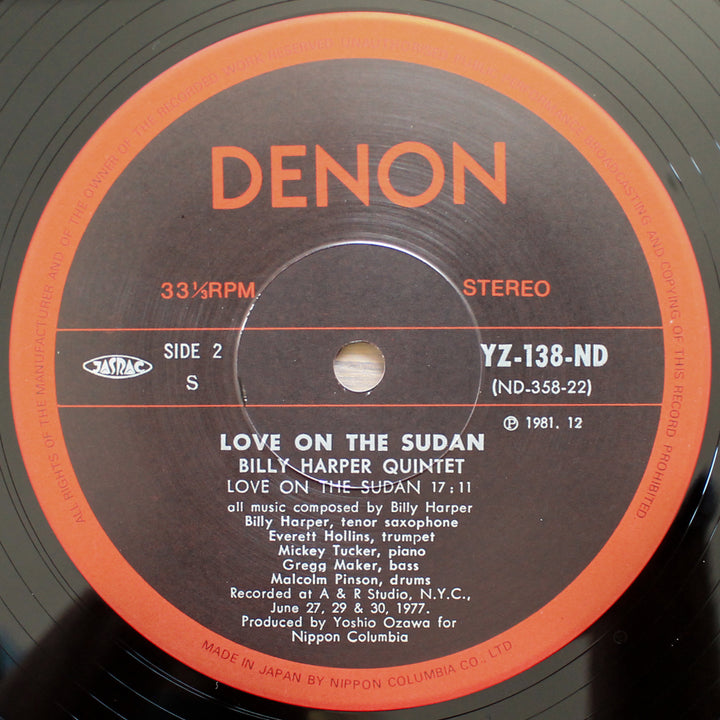 ALL RIGHTS OF THE MANUFACTURER AND OF THE OWNER OF THE RECORDED WORK RESERVED UNAUTHORIZED PUBLIC PERFORMANCE BROADCASTING AND COPYING OF THIS RECORD PROHIBITED
DENON
33⅓RPM STEREO
JASRAC SIDE 2 YZ-138-ND
S (ND-358-22)
Ⓟ 1981. 12
LOVE ON THE SUDAN
BILLY HARPER QUINTET
LOVE ON THE SUDAN 17:11
all music composed by Billy Harper
Billy Harper, tenor saxophone
Everett Hollins, trumpet
Mickey Tucker, piano
Gregg Maker, bass
Malcolm Pinson, drums
Recorded at A & R Studio, N.Y.C.,
June 27, 29 & 30, 1977.
Produced by Yoshio Ozawa for
Nippon Columbia
MADE IN JAPAN BY NIPPON COLUMBIA CO., LTD